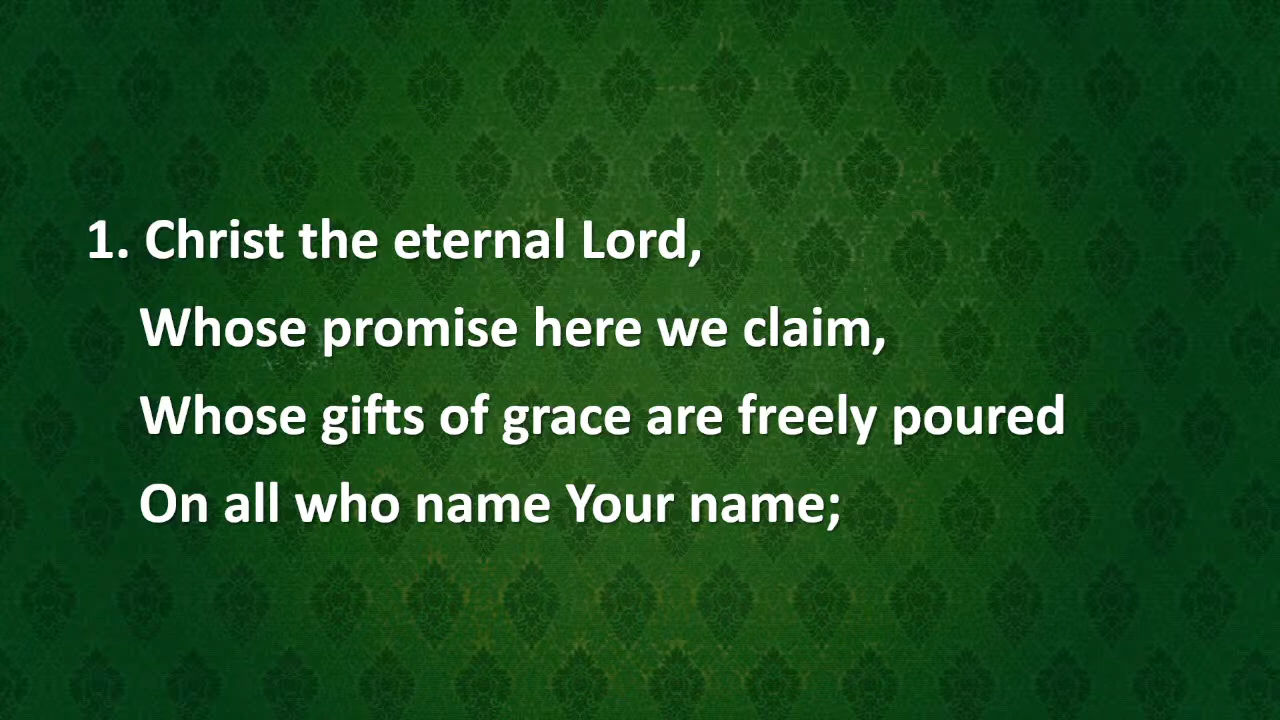 1. Christ the eternal Lord,
Whose promise here we claim,
Whose gifts of grace are freely poured
On all who name Your name;